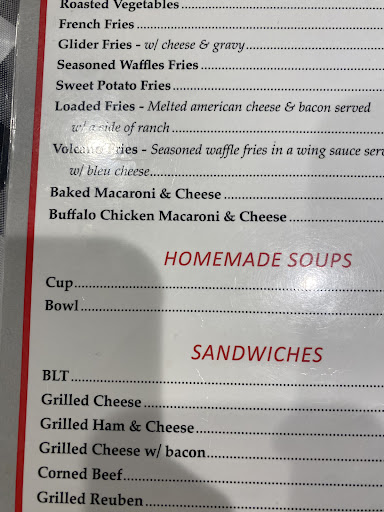 Roasted Vegetables
French Fries
Glider Fries - w/ cheese & gravy
Seasoned Waffles Fries
Sweet Potato Fries
Loaded Fries - Melted american cheese & bacon served
w/ a side of ranch
Volcano Fries - Seasoned waffle fries in a wing sauce serv
w/ bleu cheese
Baked Macaroni & Cheese
Buffalo Chicken Macaroni & Cheese
HOMEMADE SOUPS
Cup
Bowl
SANDWICHES
BLT
Grilled Cheese
Grilled Ham & Cheese
Grilled Cheese w/ bacon
Corned Beef
Grilled Reuben